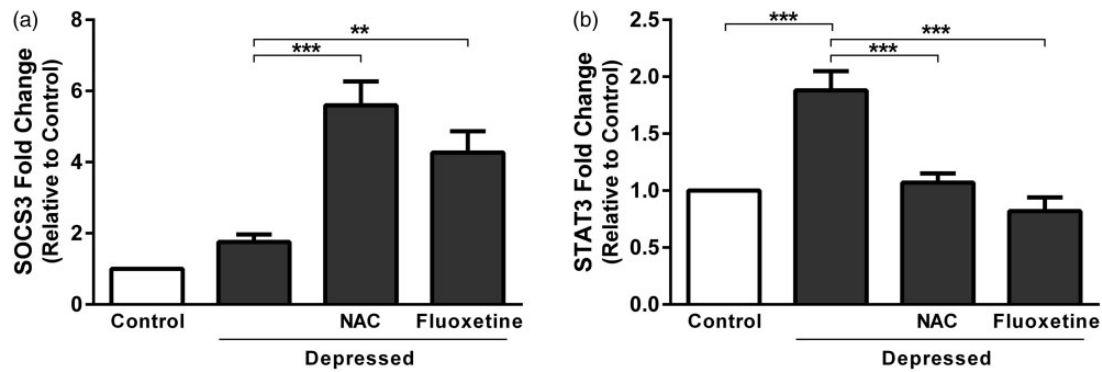 (a)
SOCS3 Fold Change
(Relative to Control)
8
6
4
2
0
***
**
Control
NAC
Fluoxetine
Depressed
(b)
STAT3 Fold Change
(Relative to Control)
2.5
2.0
1.5
1.0
0.5
0.0
***
***
***
Control
NAC
Fluoxetine
Depressed